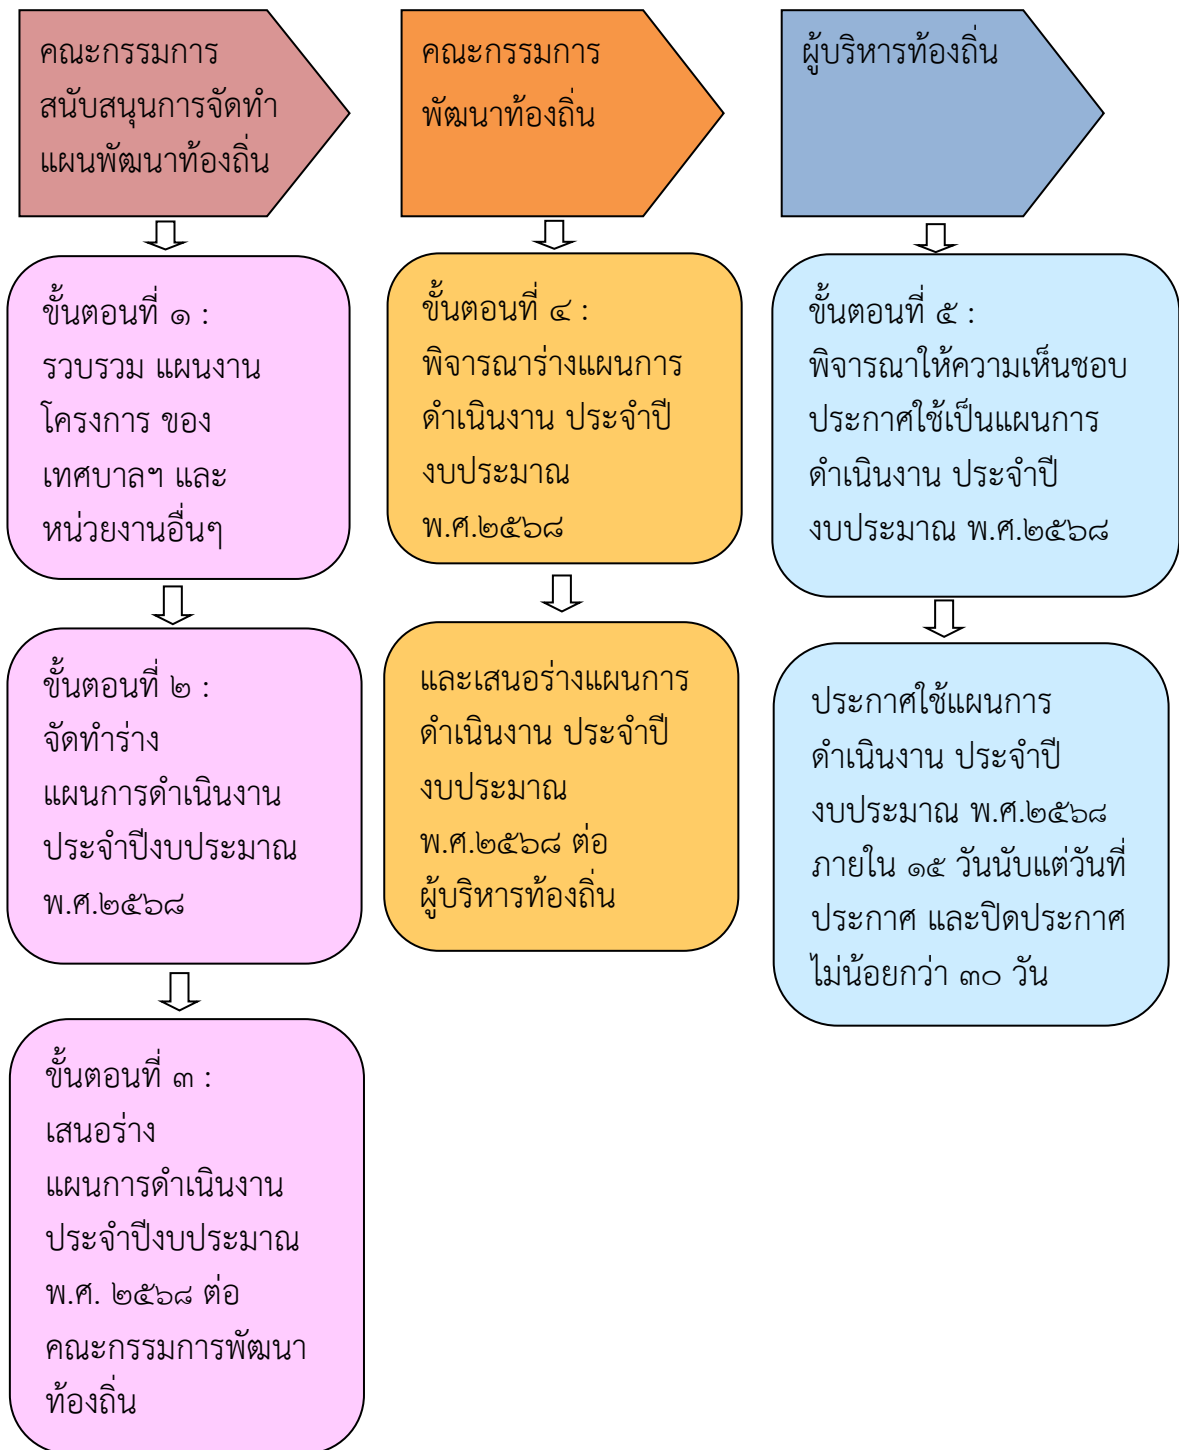 คณะกรรมการ
สนับสนุนการจัดทำ
แผนพัฒนาท้องถิ่น
ขั้นตอนที่ ๑ :
รวบรวม แผนงาน
โครงการ ของ
เทศบาลฯ และ
หน่วยงานอื่นๆ
ขั้นตอนที่ ๒ :
จัดทำร่าง
แผนการดำเนินงาน
ประจำปีงบประมาณ
พ.ศ.๒๕๖๘
ขั้นตอนที่ ๓ :
เสนอร่าง
แผนการดำเนินงาน
ประจำปีงบประมาณ
พ.ศ. ๒๕๖๘ ต่อ
คณะกรรมการพัฒนา
ท้องถิ่น
คณะกรรมการ
พัฒนาท้องถิ่น
ขั้นตอนที่ ๔ :
พิจารณาร่างแผนการ
ดำเนินงาน ประจำปี
งบประมาณ
พ.ศ.๒๕๖๘
และเสนอร่างแผนการ
ดำเนินงาน ประจำปี
งบประมาณ
พ.ศ.๒๕๖๘ ต่อ
ผู้บริหารท้องถิ่น
ผู้บริหารท้องถิ่น
ขั้นตอนที่ ๕ :
พิจารณาให้ความเห็นชอบ
ประกาศใช้เป็นแผนการ
ดำเนินงาน ประจำปี
งบประมาณ พ.ศ.๒๕๖๘
ประกาศใช้แผนการ
ดำเนินงาน ประจำปี
งบประมาณ พ.ศ.๒๕๖๘
ภายใน ๑๕ วันนับแต่วันที่
ประกาศ และปิดประกาศ
ไม่น้อยกว่า ๓๐ วัน